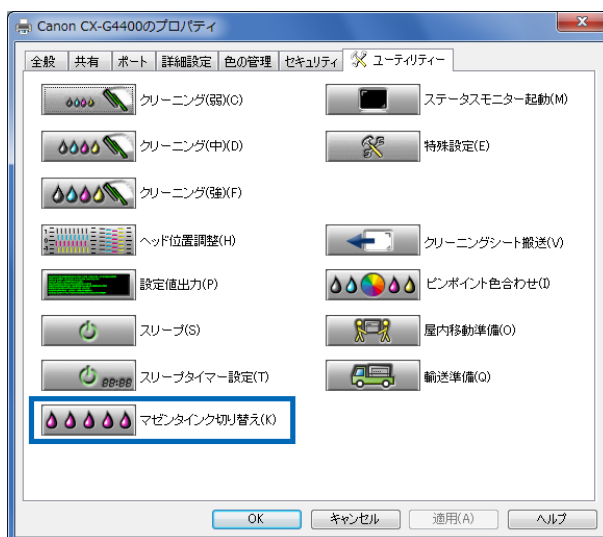 Canon CX-G4400のプロパティ
全般 共有 ポート 詳細設定 色の管理 セキュリティ ユーティリティー
クリーニング(弱)(C)
ステータスモニター起動(M)
クリーニング(中)(D)
特殊設定(E)
クリーニング(強)(F)
ヘッド位置調整(H)
クリーニングシート搬送(V)
設定値出力(P)
ピンポイント色合わせ(I)
スリープ(S)
屋内移動準備(O)
88:88
スリープタイマー設定(T)
輸送準備(Q)
マゼンタインク切り替え(K)
OK キャンセル 適用(A) ヘルプ